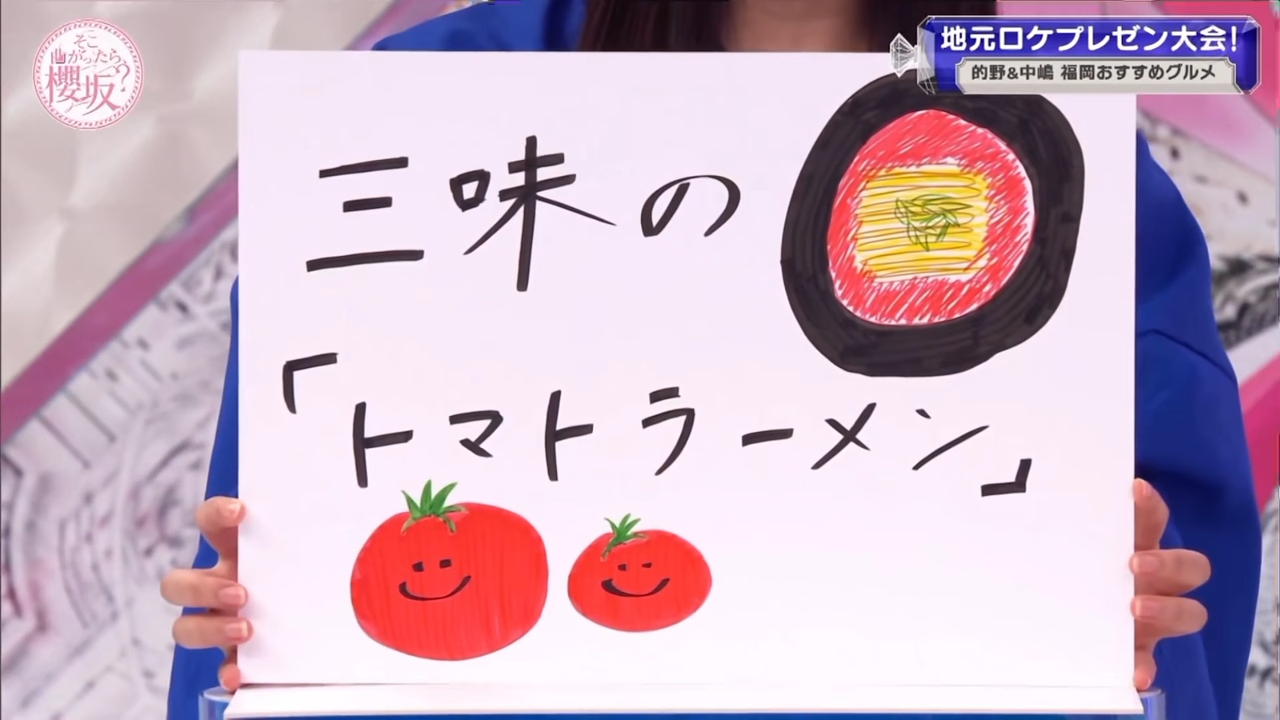 そこ
曲がったら
櫻坂?
地元ロケプレゼン大会!
的野&中嶋 福岡おすすめグルメ
三味の
「トマトラーメン」